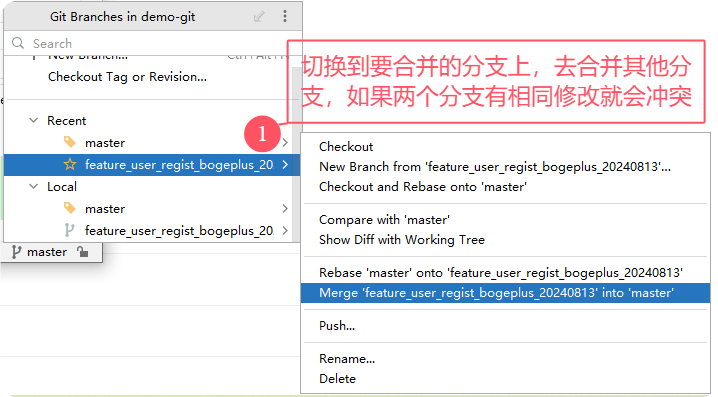 Git Branches in demo-git
Search
New Branch...
Checkout Tag or Revision...
Recent
master
feature_user_regist_bogeplus_20
Local
master
feature_user_regist_bogeplus_20
master
切换到要合并的分支上，去合并其他分
支，如果两个分支有相同修改就会冲突
1
Checkout
New Branch from 'feature_user_regist_bogeplus_20240813'...
Checkout and Rebase onto 'master'
Compare with 'master'
Show Diff with Working Tree
Rebase 'master' onto 'feature_user_regist_bogeplus_20240813'
Merge 'feature_user_regist_bogeplus_20240813' into 'master'
Push...
Rename...
Delete